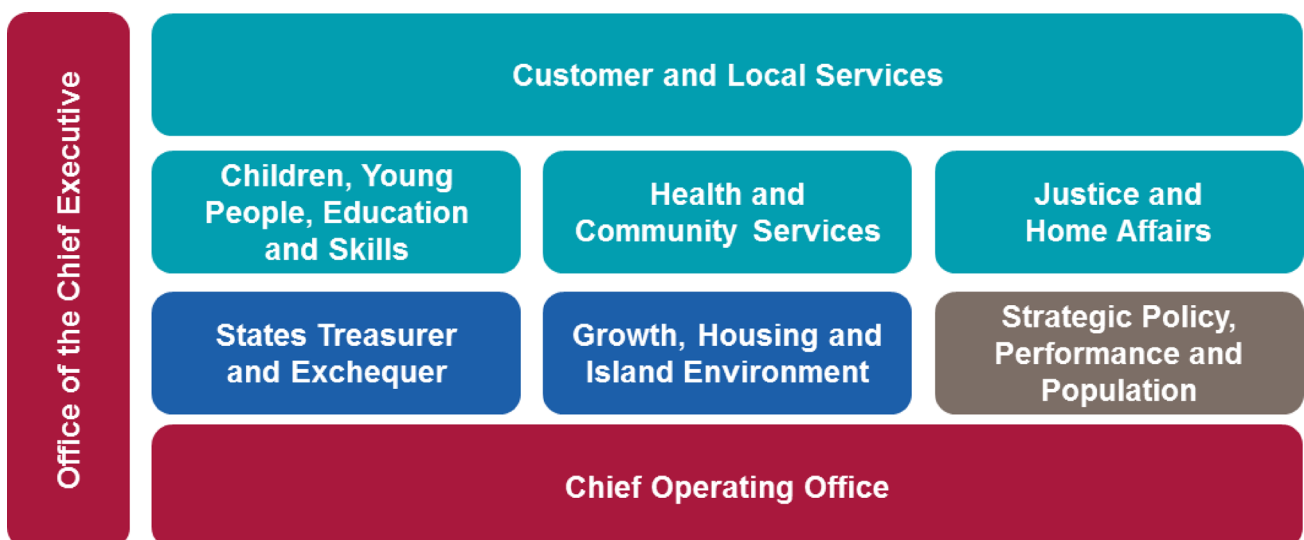 Office of the Chief Executive
Customer and Local Services
Children, Young
People, Education
and Skills
Health and
Community Services
Justice and
Home Affairs
States Treasurer
and Exchequer
Growth, Housing and
Island Environment
Strategic Policy,
Performance and
Population
Chief Operating Office